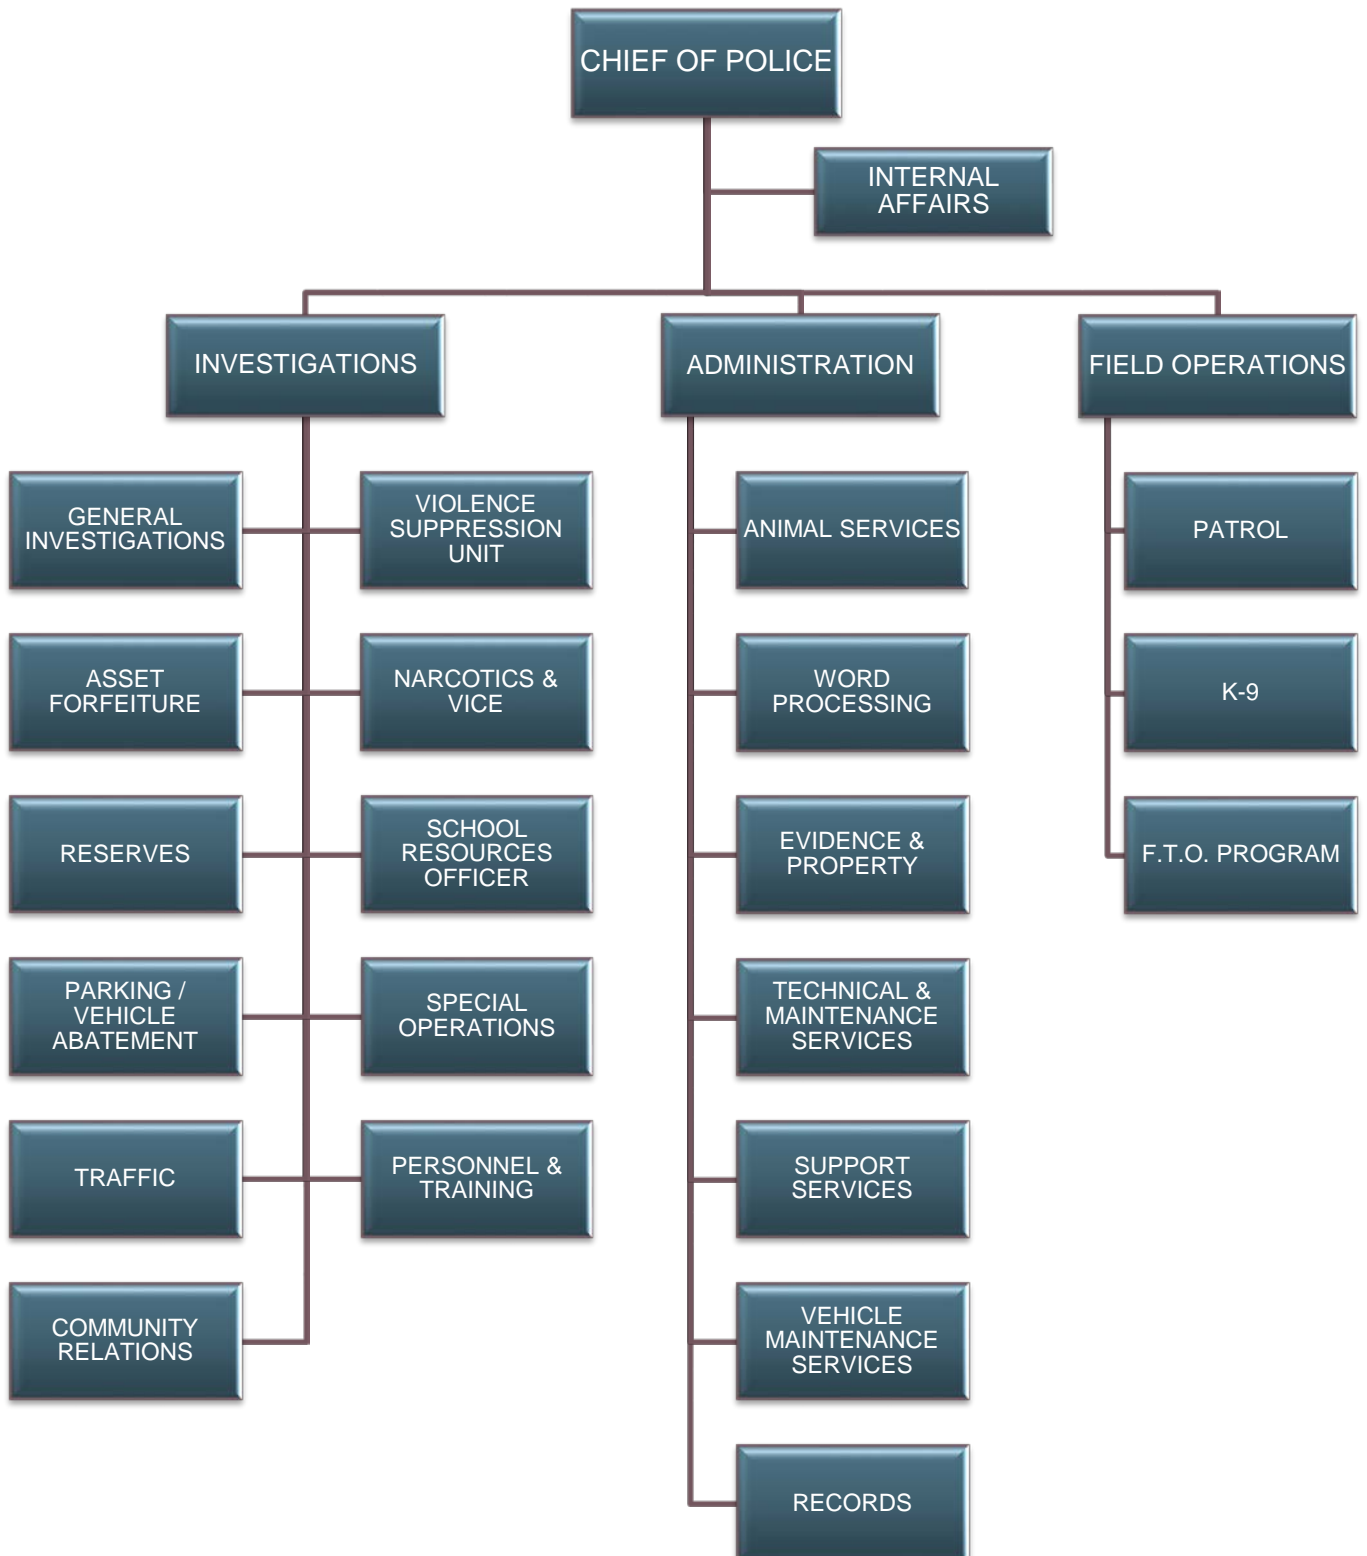 CHIEF OF POLICE
INTERNAL
AFFAIRS
INVESTIGATIONS
ADMINISTRATION
FIELD OPERATIONS
GENERAL
INVESTIGATIONS
VIOLENCE
SUPPRESSION
UNIT
ANIMAL SERVICES
PATROL
ASSET
FORFEITURE
NARCOTICS &
VICE
WORD
PROCESSING
K-9
RESERVES
SCHOOL
RESOURCES
OFFICER
EVIDENCE &
PROPERTY
F.T.O. PROGRAM
PARKING /
VEHICLE
ABATEMENT
SPECIAL
OPERATIONS
TECHNICAL &
MAINTENANCE
SERVICES
TRAFFIC
PERSONNEL &
TRAINING
SUPPORT
SERVICES
COMMUNITY
RELATIONS
VEHICLE
MAINTENANCE
SERVICES
RECORDS